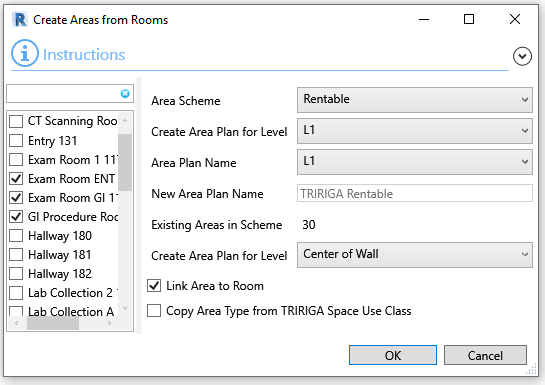 Create Areas from Rooms
Instructions
CT Scanning Roo
Entry 131
Exam Room 1 11
Exam Room ENT
Exam Room GI 1
GI Procedure Roo
Hallway 180
Hallway 181
Hallway 182
Lab Collection 2
Lab Collection A
Area Scheme
Rentable
Create Area Plan for Level
L1
Area Plan Name
L1
New Area Plan Name
TRIRIGA Rentable
Existing Areas in Scheme
30
Create Area Plan for Level
Center of Wall
Link Area to Room
Copy Area Type from TRIRIGA Space Use Class
OK
Cancel